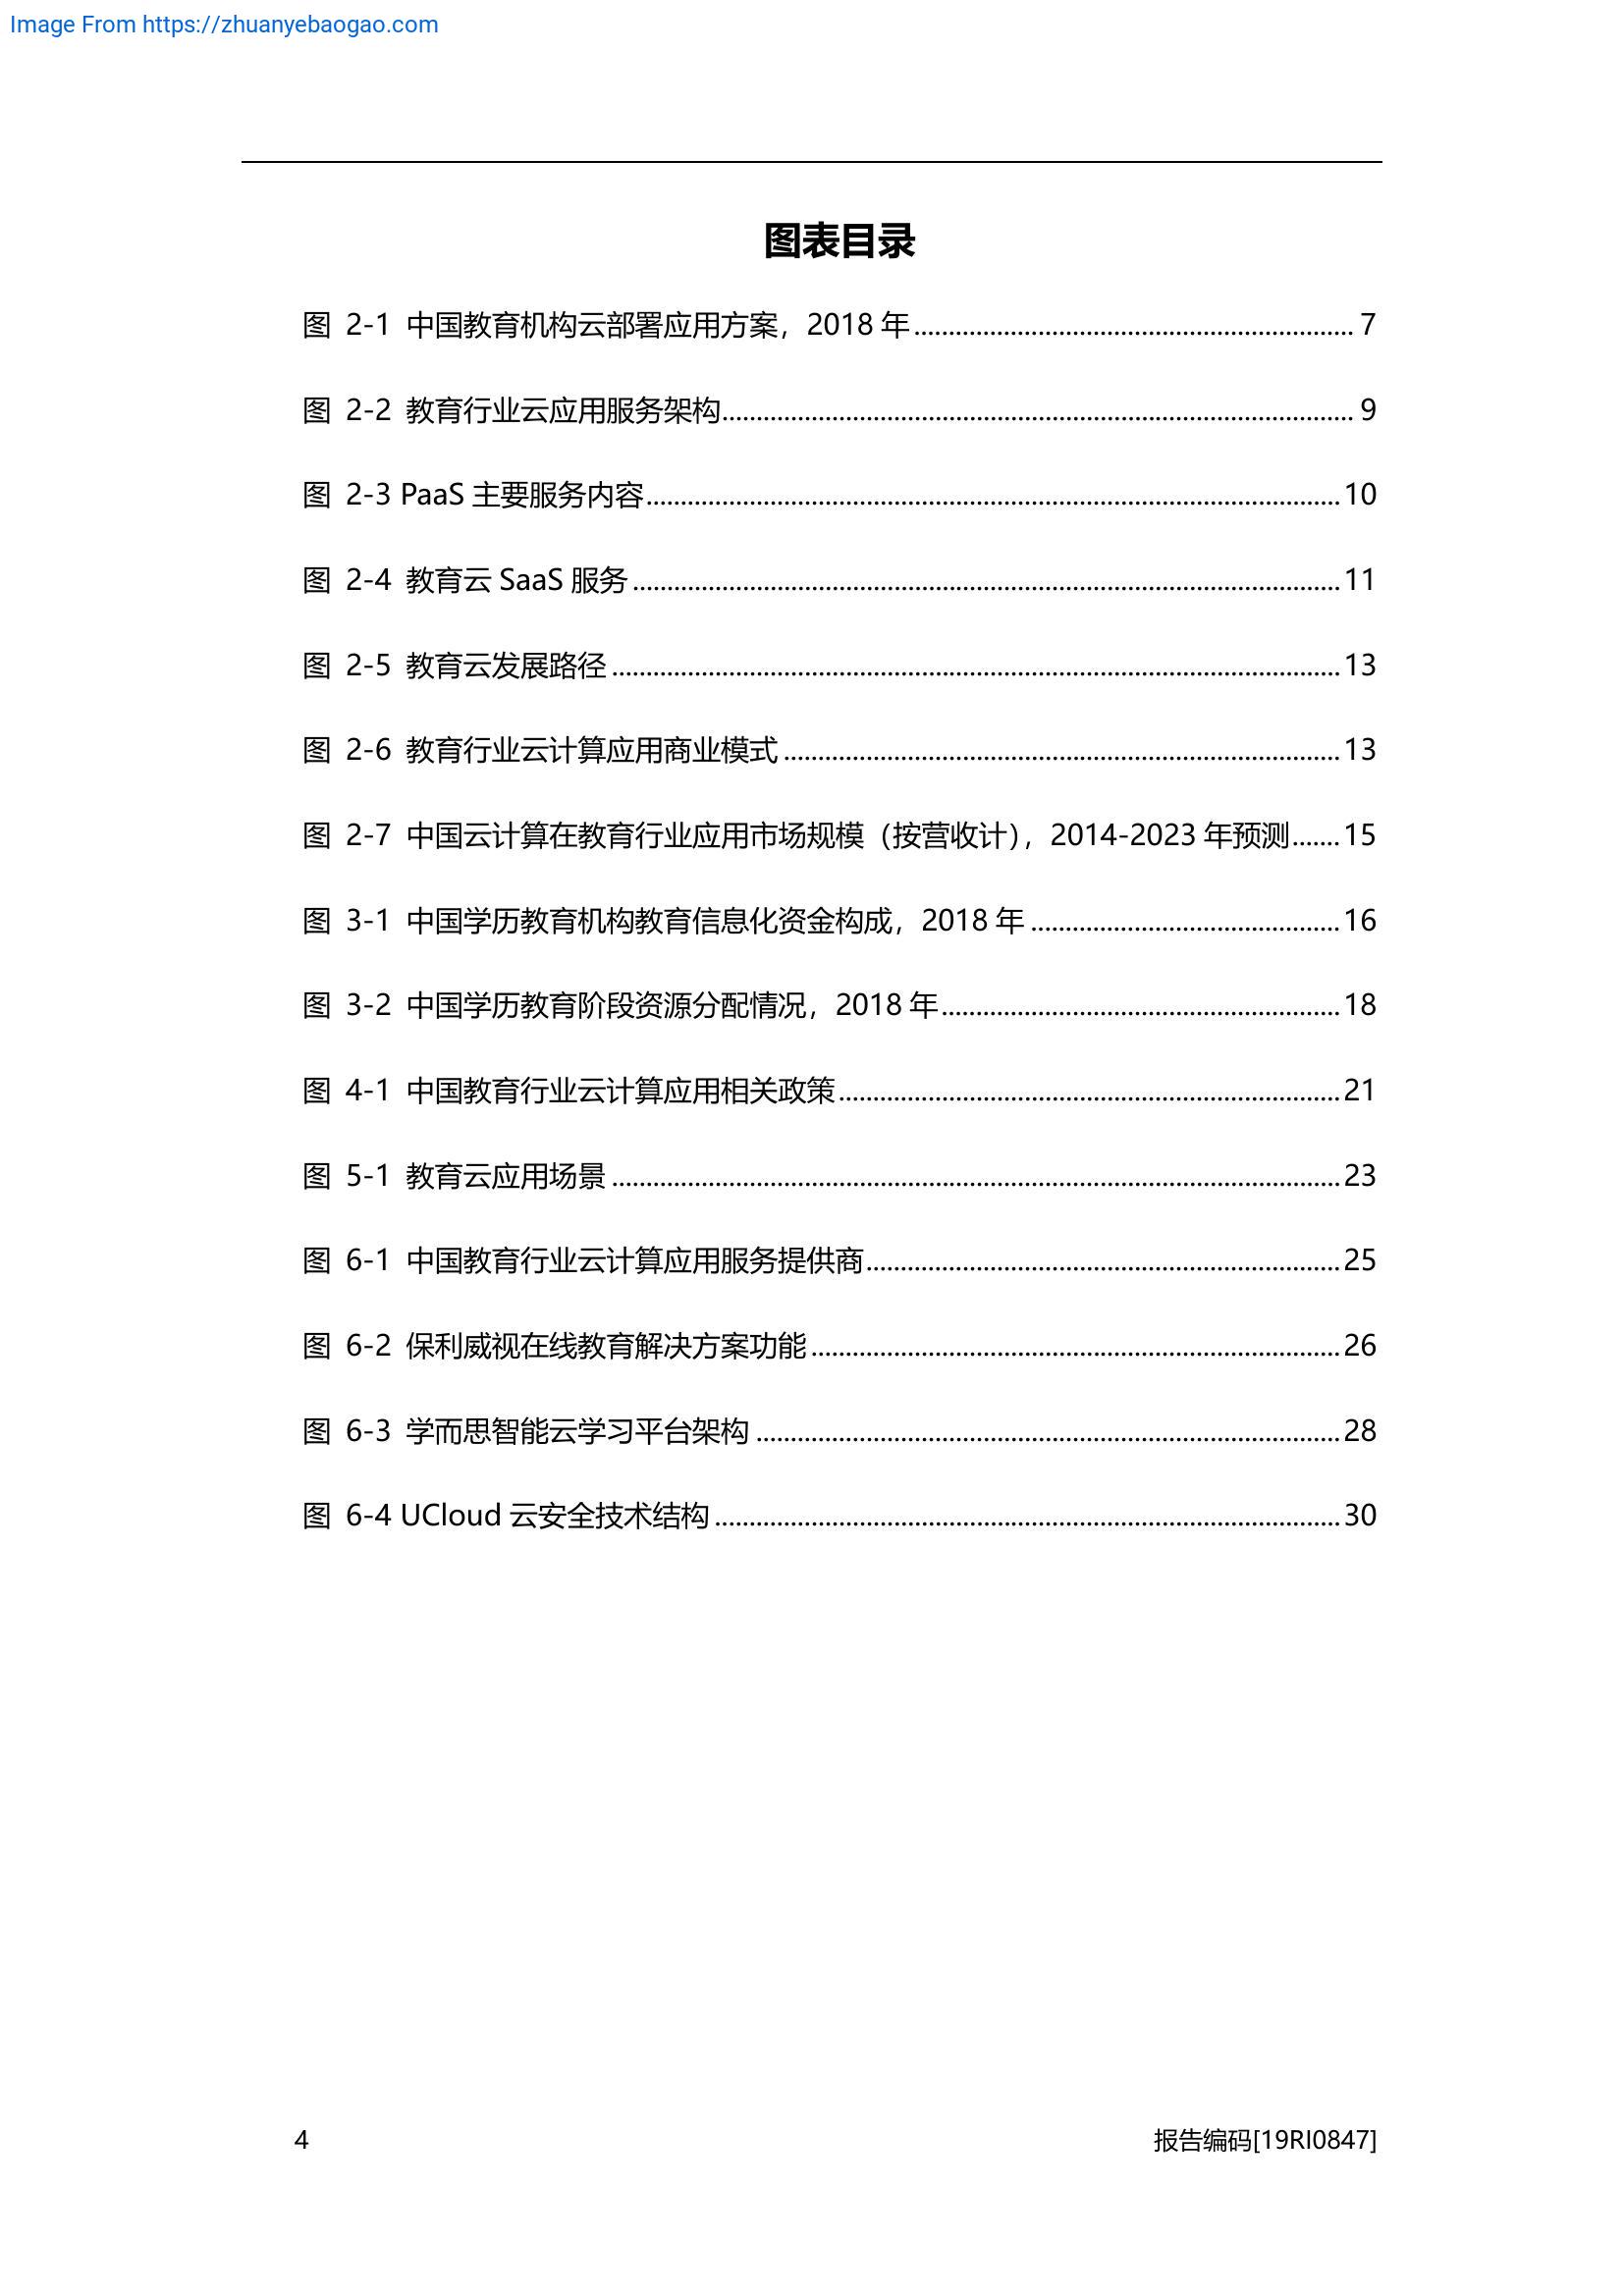 Image From https://zhuanyebaogao.com
图表目录
图 2-1 中国教育机构云部署应用方案，2018 年................................................................ 7
图 2-2 教育行业云应用服务架构............................................................................................ 9
图 2-3 PaaS 主要服务内容.....................................................................................................10
图 2-4 教育云 SaaS 服务.......................................................................................................11
图 2-5 教育云发展路径..........................................................................................................13
图 2-6 教育行业云计算应用商业模式.................................................................................13
图 2-7 中国云计算在教育行业应用市场规模（按营收计），2014-2023 年预测.......15
图 3-1 中国学历教育机构教育信息化资金构成，2018 年.............................................16
图 3-2 中国学历教育阶段资源分配情况，2018 年..........................................................18
图 4-1 中国教育行业云计算应用相关政策.........................................................................21
图 5-1 教育云应用场景..........................................................................................................23
图 6-1 中国教育行业云计算应用服务提供商.....................................................................25
图 6-2 保利威视在线教育解决方案功能.............................................................................26
图 6-3 学而思智能云学习平台架构.....................................................................................28
图 6-4 UCloud 云安全技术结构...........................................................................................30
4 报告编码[19RI0847]